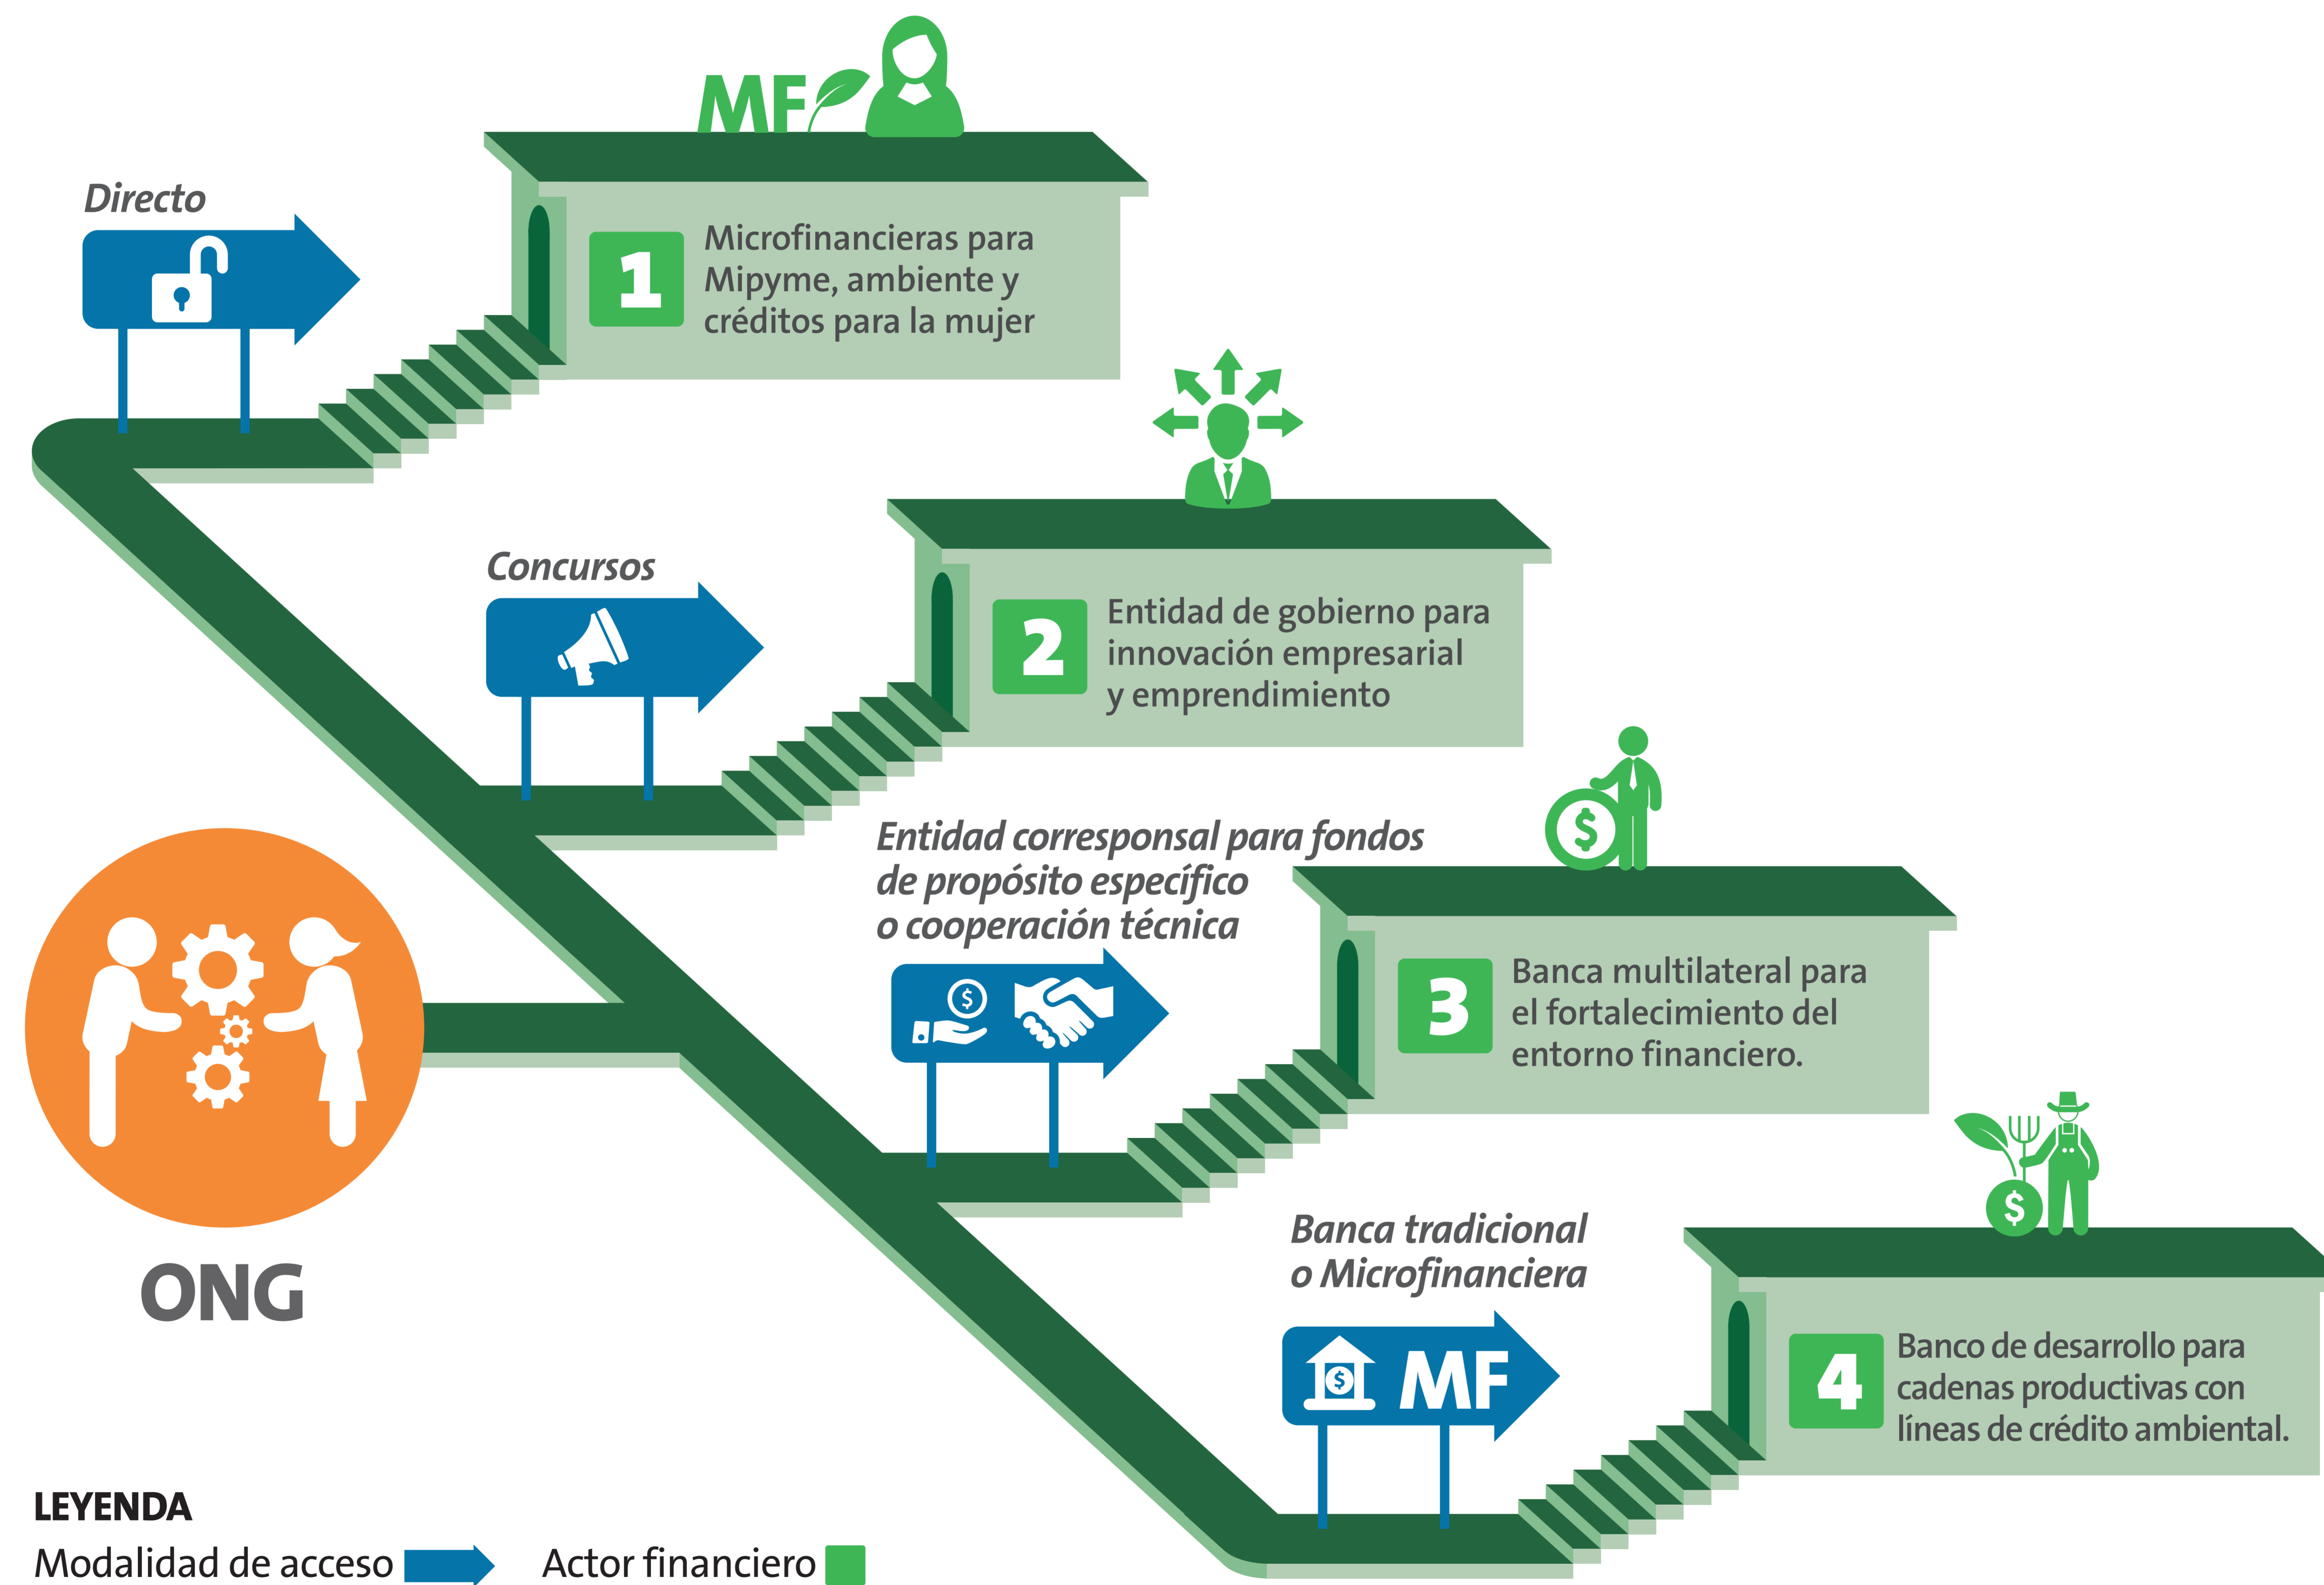 MF
Directo
1
Microfinancieras para
Mipyme, ambiente y
créditos para la mujer
Concursos
2
Entidad de gobierno para
innovación empresarial
y emprendimiento
Entidad corresponsal para fondos
de propósito específico
o cooperación técnica
$
$
3
Banca multilateral para
el fortalecimiento del
entorno financiero.
ONG
Banca tradicional
o Microfinanciera
$ MF
$
4
Banco de desarrollo para
cadenas productivas con
líneas de crédito ambiental.
LEYENDA
Modalidad de acceso
Actor financiero